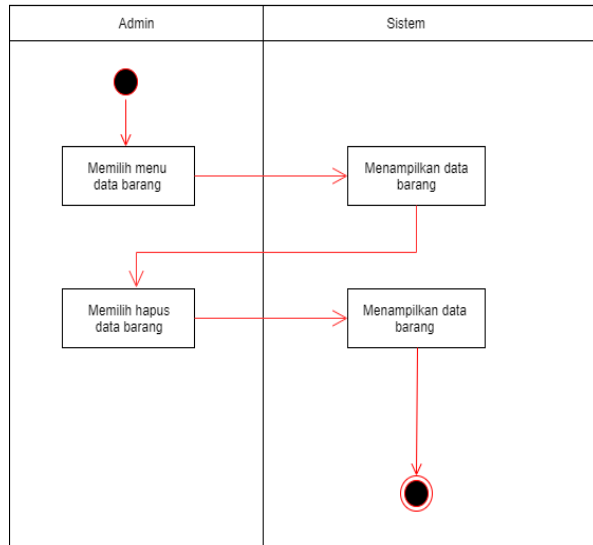 Admin
Sistem
Memilih menu
data barang
Menampilkan data
barang
Memilih hapus
data barang
Menampilkan data
barang